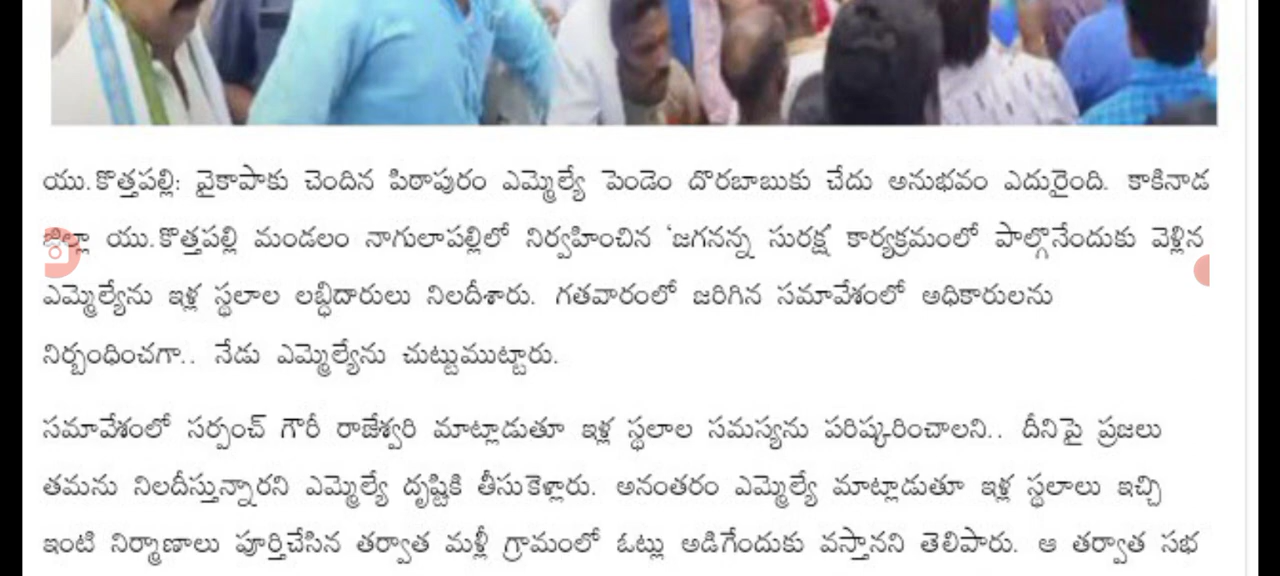 యు.కొత్తపల్లి: వైకాపాకు చెందిన పిఠాపురం ఎమ్మెల్యే పెండెం దొరబాబుకు చేదు అనుభవం ఎదురైంది. కాకినాడ
జిల్లా యు.కొత్తపల్లి మండలం నాగులాపల్లిలో నిర్వహించిన 'జగనన్న సురక్ష' కార్యక్రమంలో పాల్గొనేందుకు వెళ్లిన
ఎమ్మెల్యేను ఇళ్ల స్థలాల లబ్ధిదారులు నిలదీశారు. గతవారంలో జరిగిన సమావేశంలో అధికారులను
నిర్బంధించగా.. నేడు ఎమ్మెల్యేను చుట్టుముట్టారు.
సమావేశంలో సర్పంచ్ గౌరీ రాజేశ్వరి మాట్లాడుతూ ఇళ్ల స్థలాల సమస్యను పరిష్కరించాలని.. దీనిపై ప్రజలు
తమను నిలదీస్తున్నారని ఎమ్మెల్యే దృష్టికి తీసుకెళ్లారు. అనంతరం ఎమ్మెల్యే మాట్లాడుతూ ఇళ్ల స్థలాలు ఇచ్చి
ఇంటి నిర్మాణాలు పూర్తిచేసిన తర్వాత మళ్లీ గ్రామంలో ఓట్లు అడిగేందుకు వస్తానని తెలిపారు. ఆ తర్వాత సభ